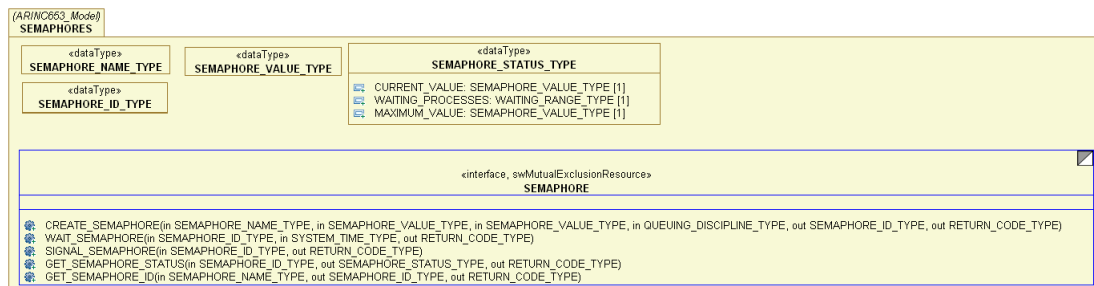 (ARINC653_Model)
SEMAPHORES
«dataType»
SEMAPHORE_NAME_TYPE
«dataType»
SEMAPHORE_VALUE_TYPE
«dataType»
SEMAPHORE_STATUS_TYPE
CURRENT_VALUE: SEMAPHORE_VALUE_TYPE [1]
WAITING_PROCESSES: WAITING_RANGE_TYPE [1]
MAXIMUM_VALUE: SEMAPHORE_VALUE_TYPE [1]
«dataType»
SEMAPHORE_ID_TYPE
«interface, swMutualExclusionResource»
SEMAPHORE
CREATE_SEMAPHORE(in SEMAPHORE_NAME_TYPE, in SEMAPHORE_VALUE_TYPE, in SEMAPHORE_VALUE_TYPE, in QUEUING_DISCIPLINE_TYPE, out SEMAPHORE_ID_TYPE, out RETURN_CODE_TYPE)
WAIT_SEMAPHORE(in SEMAPHORE_ID_TYPE, in SYSTEM_TIME_TYPE, out RETURN_CODE_TYPE)
SIGNAL_SEMAPHORE(in SEMAPHORE_ID_TYPE, out RETURN_CODE_TYPE)
GET_SEMAPHORE_STATUS(in SEMAPHORE_ID_TYPE, out SEMAPHORE_STATUS_TYPE, out RETURN_CODE_TYPE)
GET_SEMAPHORE_ID(in SEMAPHORE_NAME_TYPE, out SEMAPHORE_ID_TYPE, out RETURN_CODE_TYPE)